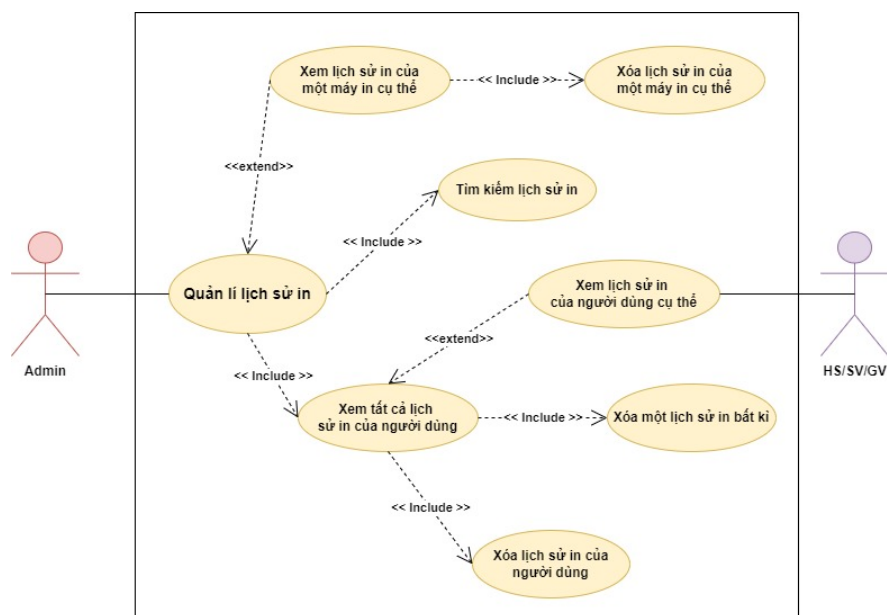 Xem lịch sử in của
một máy in cụ thể
<< Include >>
Xóa lịch sử in của
một máy in cụ thể
<<extend>>
Tìm kiếm lịch sử in
<< Include >>
Quản lí lịch sử in
Xem lịch sử in
của người dùng cụ thể
<<extend>>
Admin
HS/SV/GV
<< Include >>
Xem tất cả lịch
sử in của người dùng
<< Include >>
Xóa một lịch sử in bất kì
<< Include >>
Xóa lịch sử in của
người dùng